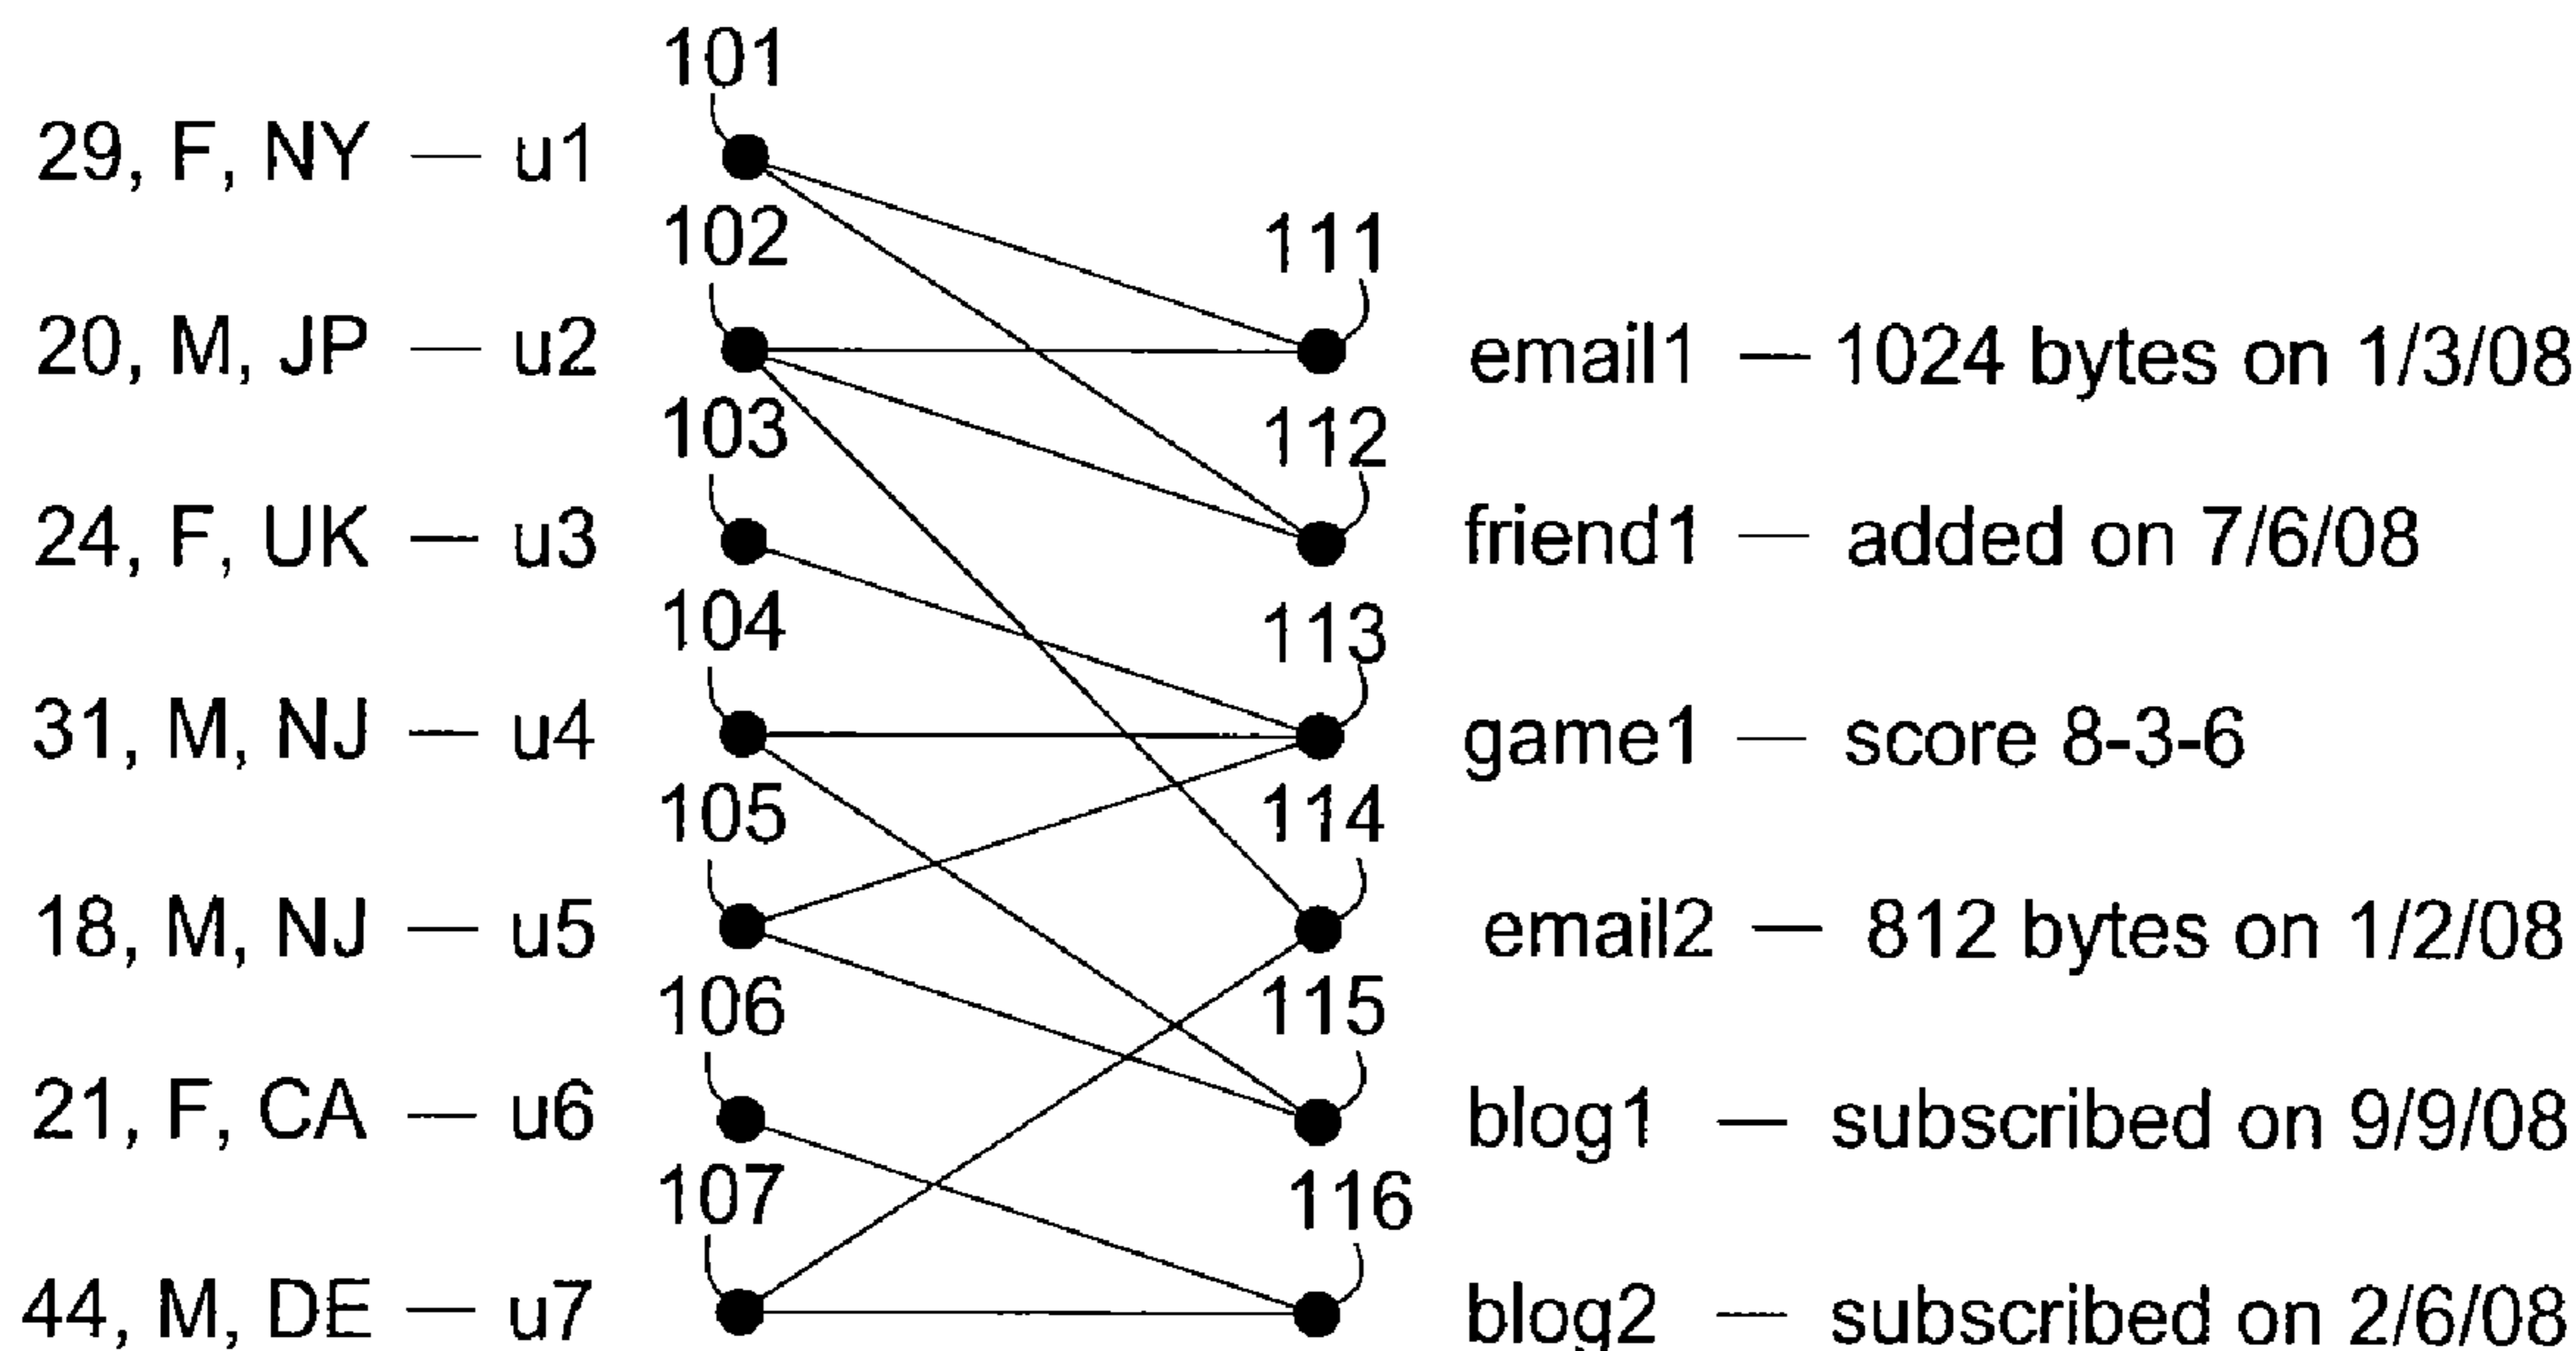 101
29, F, NY — u1
102
111
20, M, JP — u2
email1 — 1024 bytes on 1/3/08
103
112
24, F, UK — u3
friend1 — added on 7/6/08
104
113
31, M, NJ — u4
game1 — score 8-3-6
105
114
18, M, NJ — u5
email2 — 812 bytes on 1/2/08
106
115
21, F, CA — u6
blog1 — subscribed on 9/9/08
107
116
44, M, DE — u7
blog2 — subscribed on 2/6/08